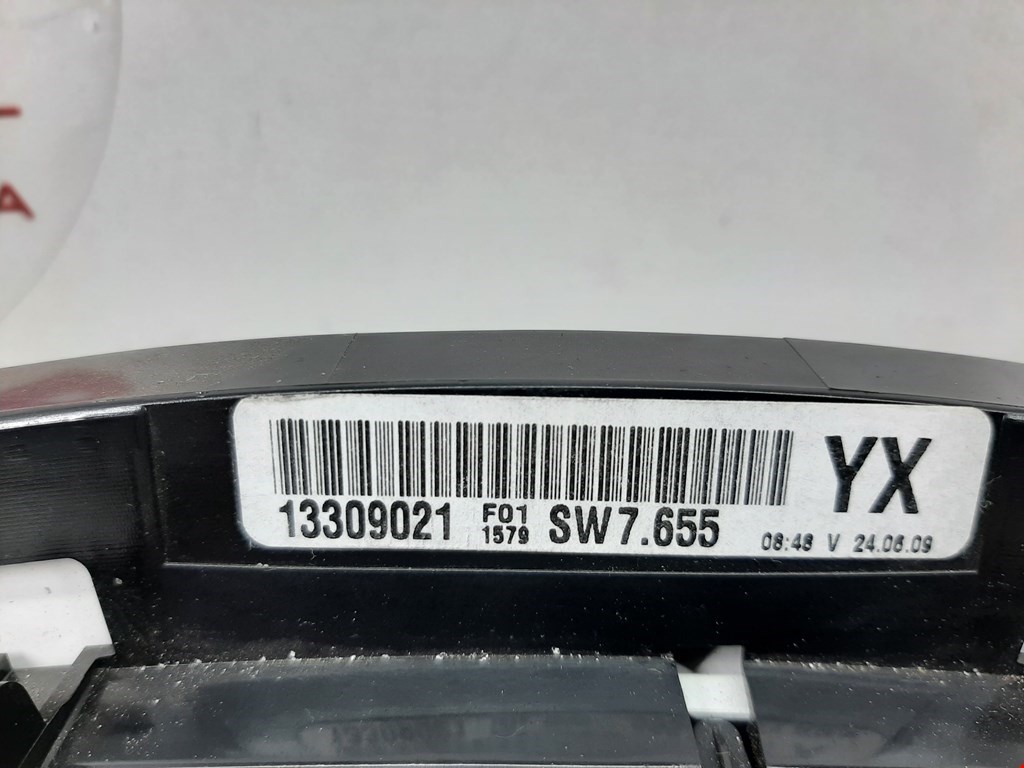 YX
13309021 F01 1579 SW7.655
08:48 V 24.06.09
A